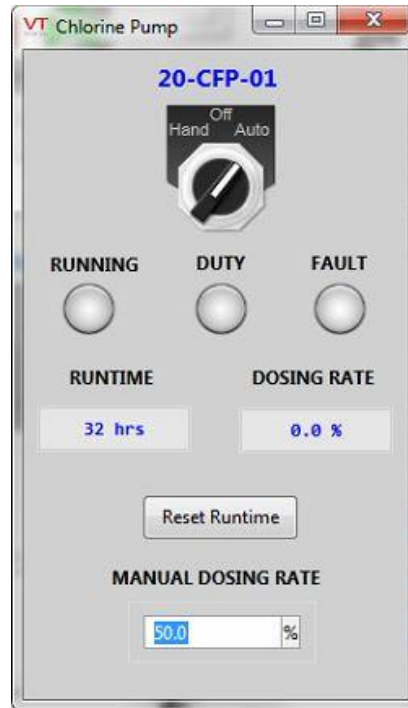 VT Chlorine Pump
20-CFP-01
Off
Hand Auto
RUNNING DUTY FAULT
RUNTIME DOSING RATE
32 hrs 0.0 %
Reset Runtime
MANUAL DOSING RATE
50.0 %